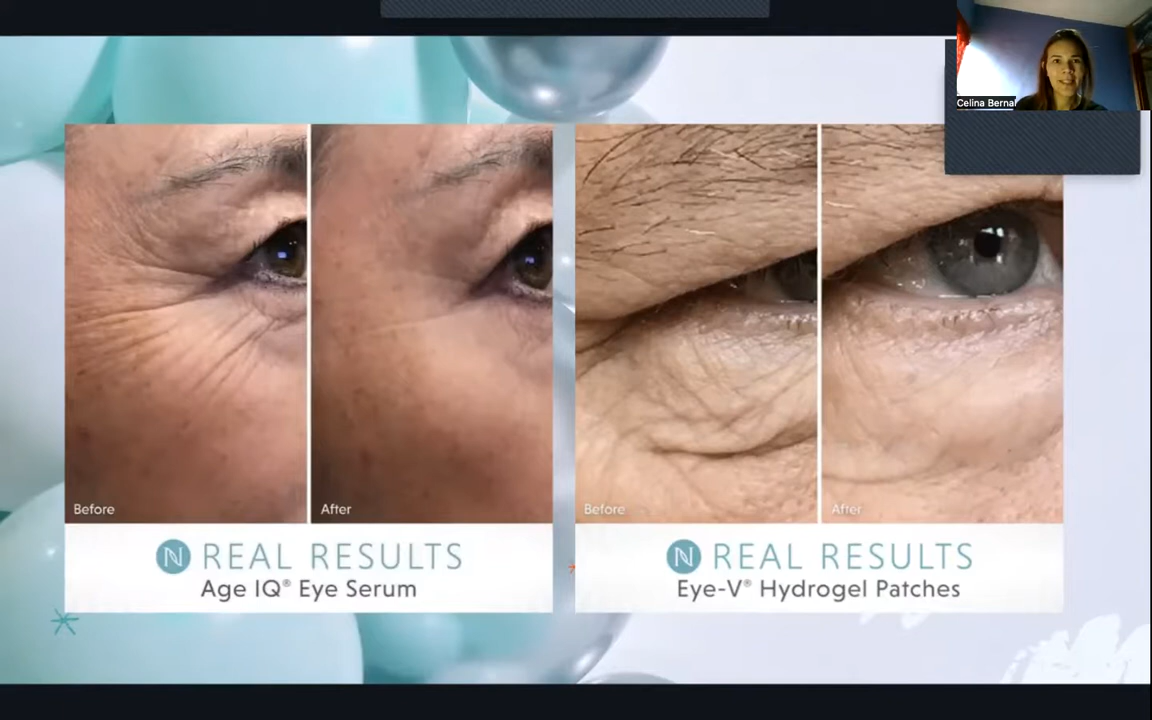 Celina Bernal
Before
After
Before
After
N REAL RESULTS
Age IQ® Eye Serum
N REAL RESULTS
Eye-V® Hydrogel Patches